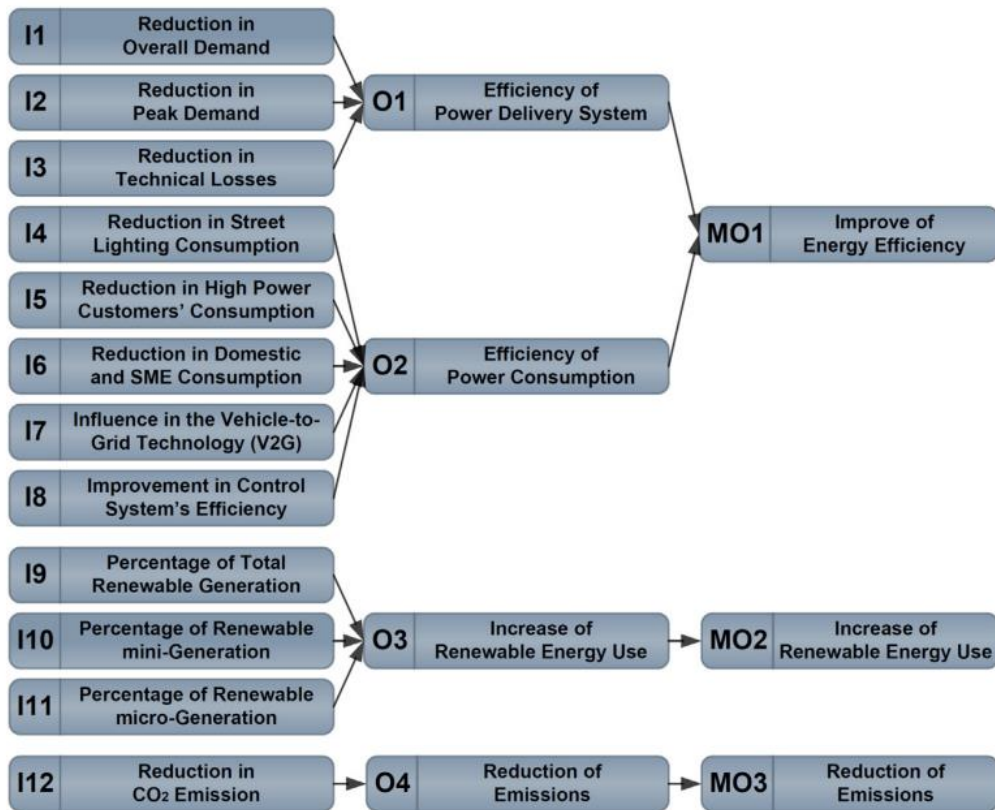 I1
Reduction in
Overall Demand
I2
Reduction in
Peak Demand
I3
Reduction in
Technical Losses
I4
Reduction in Street
Lighting Consumption
I5
Reduction in High Power
Customers’ Consumption
I6
Reduction in Domestic
and SME Consumption
I7
Influence in the Vehicle-to-
Grid Technology (V2G)
I8
Improvement in Control
System’s Efficiency
I9
Percentage of Total
Renewable Generation
I10
Percentage of Renewable
mini-Generation
I11
Percentage of Renewable
micro-Generation
I12
Reduction in
CO₂ Emission
O1
Efficiency of
Power Delivery System
O2
Efficiency of
Power Consumption
O3
Increase of
Renewable Energy Use
O4
Reduction of
Emissions
MO1
Improve of
Energy Efficiency
MO2
Increase of
Renewable Energy Use
MO3
Reduction of
Emissions